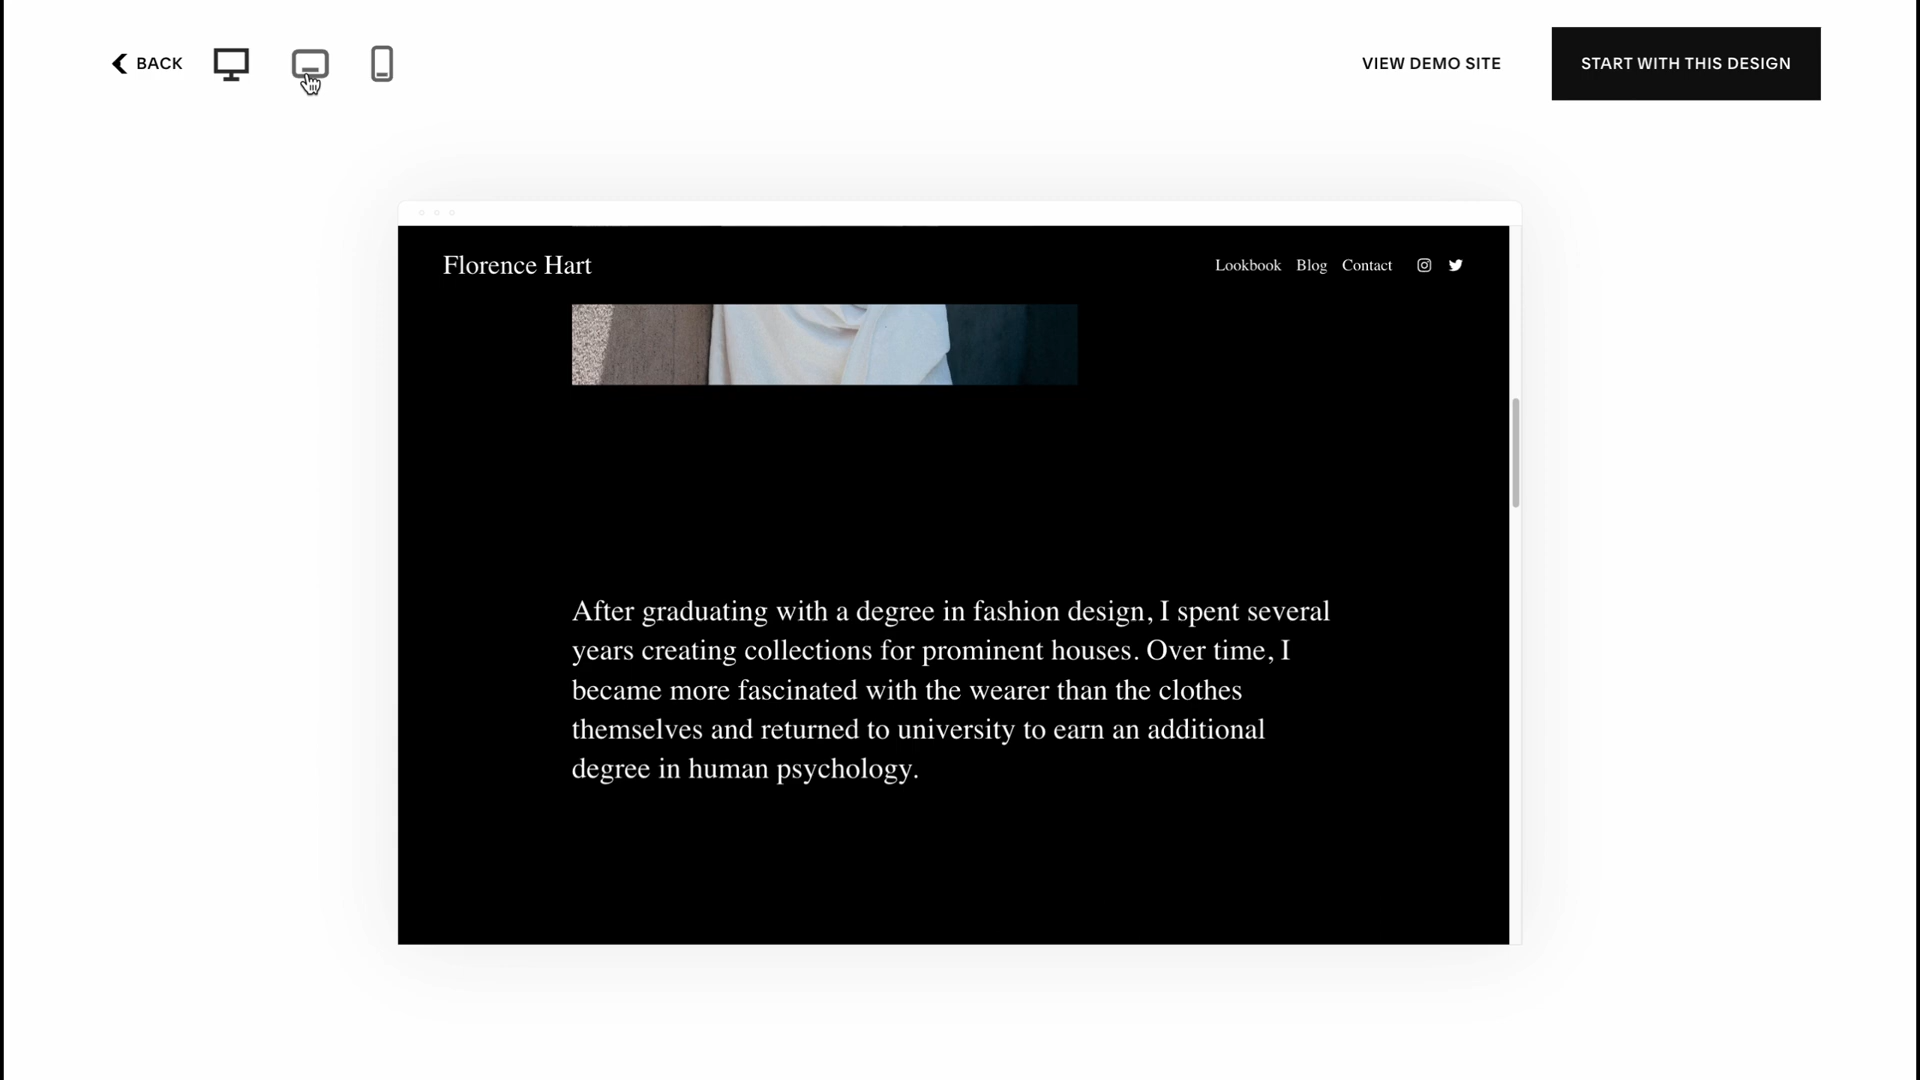 BACK
VIEW DEMO SITE
START WITH THIS DESIGN
Florence Hart
Lookbook Blog Contact
After graduating with a degree in fashion design, I spent several
years creating collections for prominent houses. Over time, I
became more fascinated with the wearer than the clothes
themselves and returned to university to earn an additional
degree in human psychology.